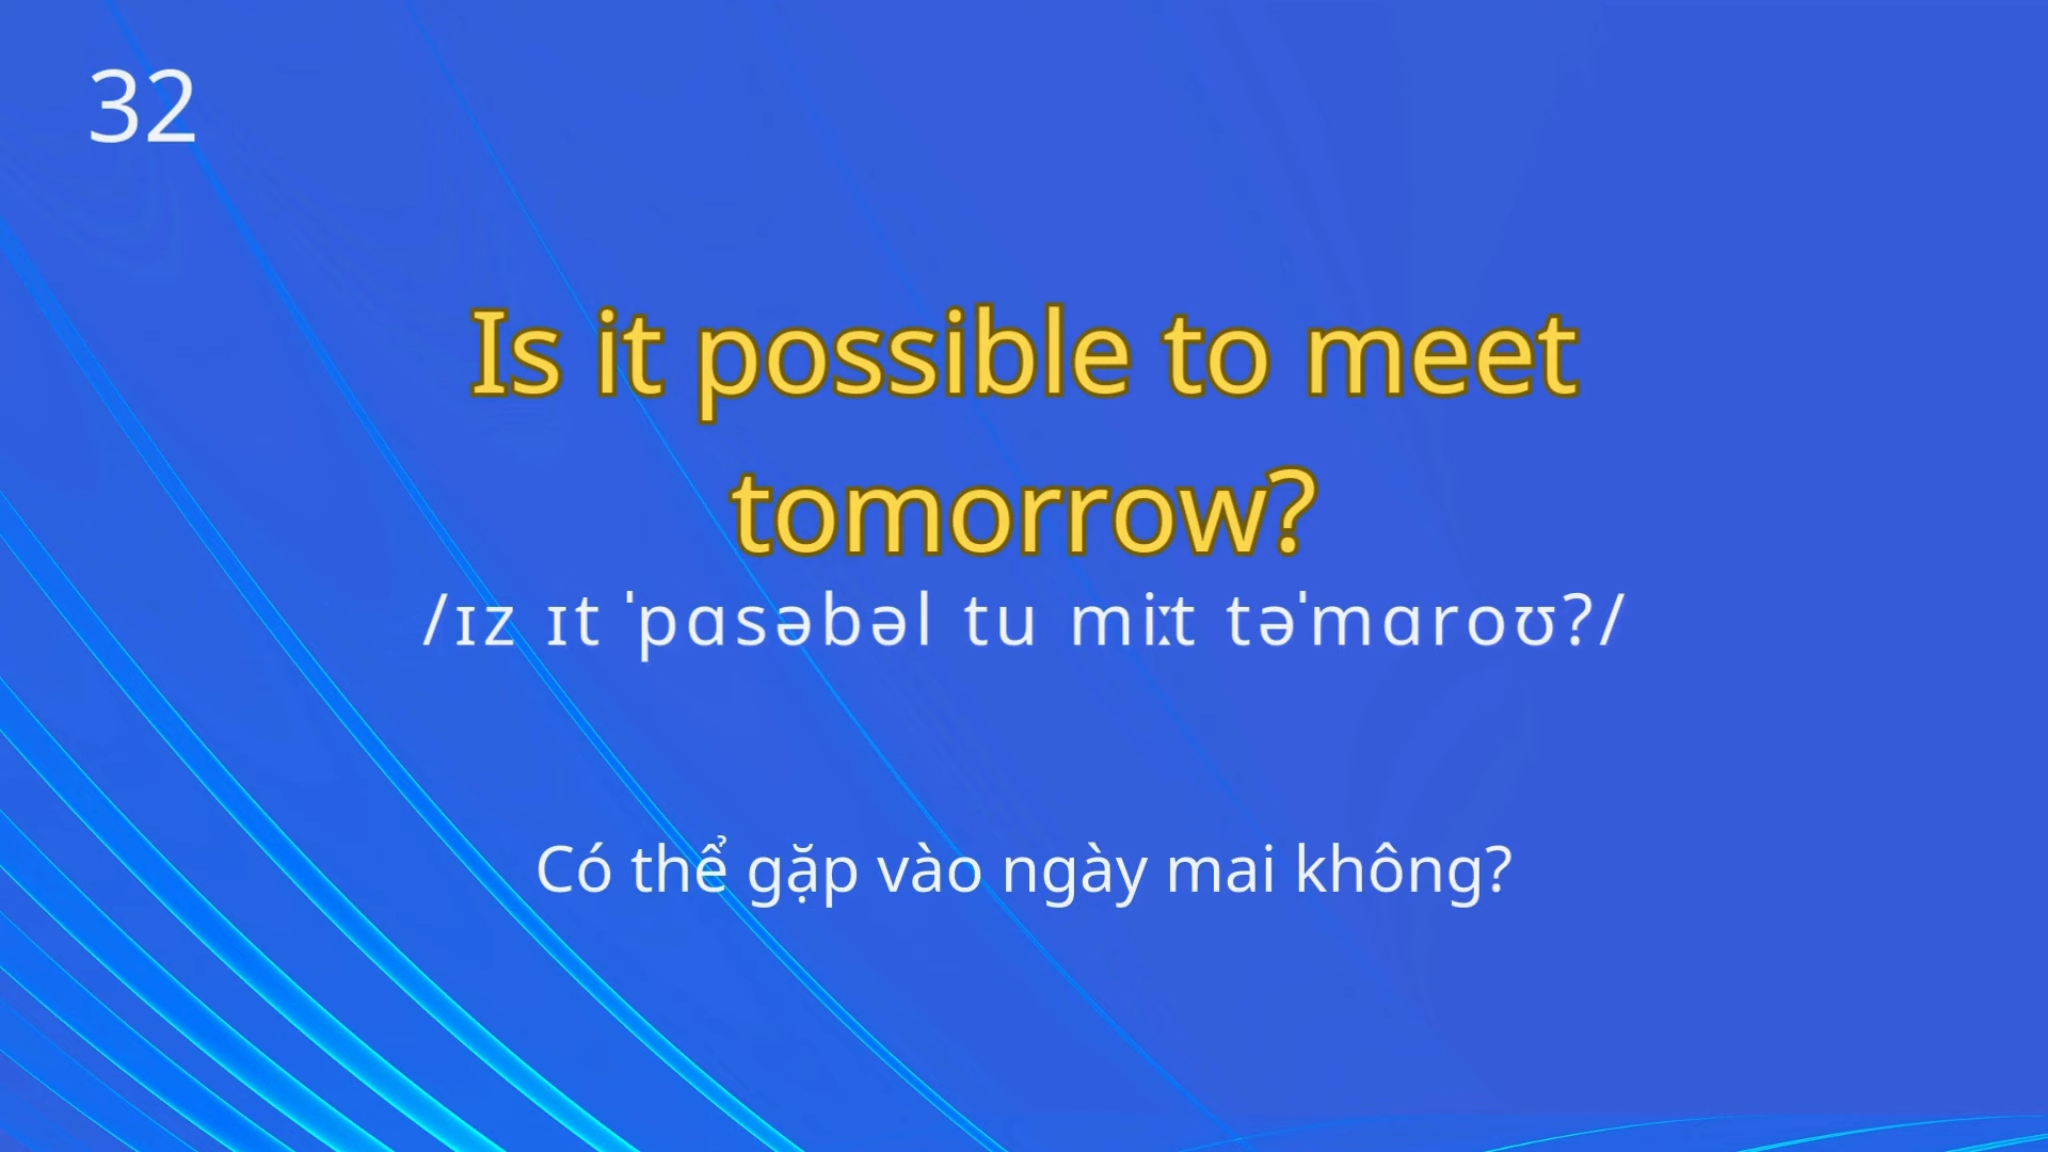 32
Is it possible to meet
tomorrow?
/ɪz ɪt ˈpɑsəbəl tu miːt təˈmɑroʊ?/
Có thể gặp vào ngày mai không?